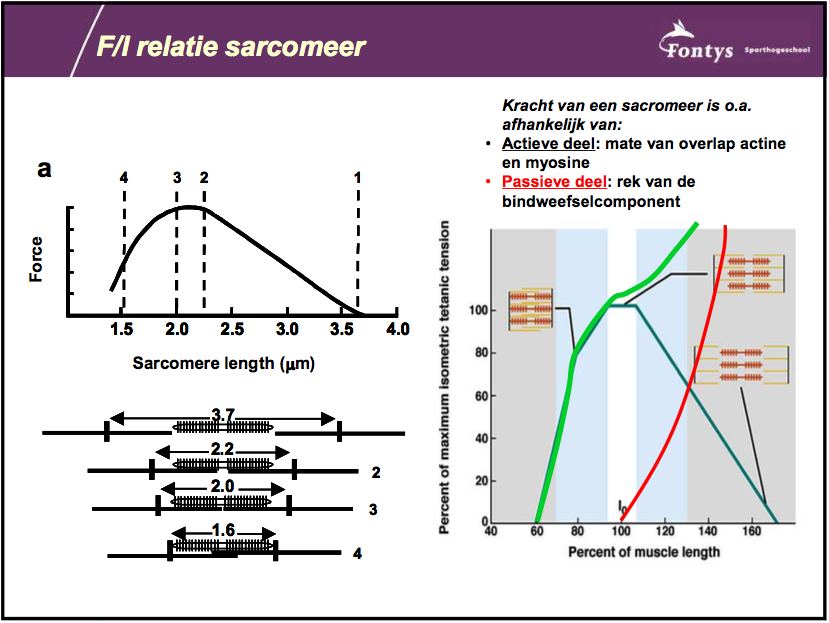 F/l relatie sarcomeer
Fontys Sporthogeschool
Kracht van een sacromeer is o.a.
afhankelijk van:
• Actieve deel: mate van overlap actine
en myosine
• Passieve deel: rek van de
bindweefselcomponent
a
4 3 2 1
Force
1.5 2.0 2.5 3.0 3.5 4.0
Sarcomere length (μm)
3.7
2.2
2
2.0
3
1.6
4
Percent of maximum isometric tetanic tension
100
80
60
40
20
0
l0
40 60 80 100 120 140 160
Percent of muscle length